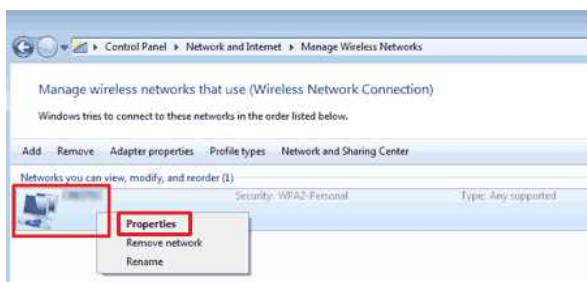 Control Panel ▸ Network and Internet ▸ Manage Wireless Networks
Manage wireless networks that use (Wireless Network Connection)
Windows tries to connect to these networks in the order listed below.
Add Remove Adapter properties Profile types Network and Sharing Center
Networks you can view, modify, and reorder (1)
Security: WPA2-Personal Type: Any supported
Properties
Remove network
Rename